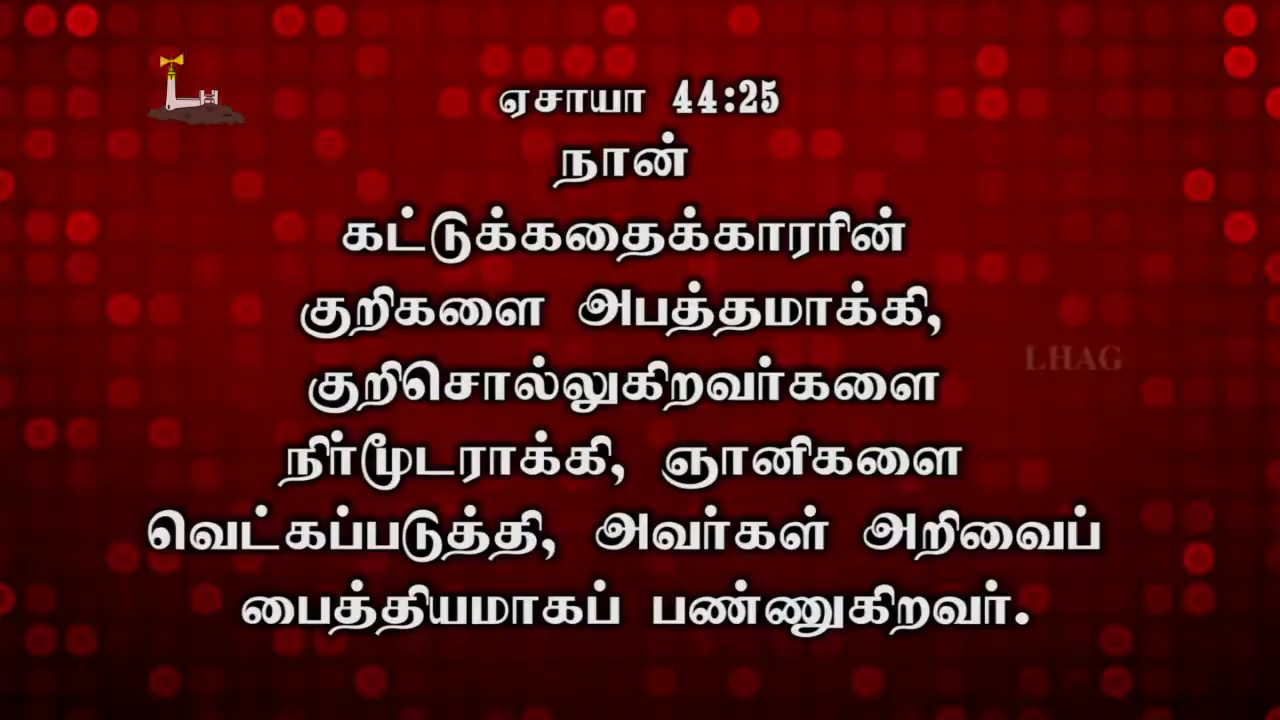 ஏசாயா 44:25
நான்
கட்டுக்கதைக்காரரின்
குறிகளை அபத்தமாக்கி,
குறிசொல்லுகிறவர்களை
நிர்மூடராக்கி, ஞானிகளை
வெட்கப்படுத்தி, அவர்கள் அறிவைப்
பைத்தியமாகப் பண்ணுகிறவர்.
LHAG